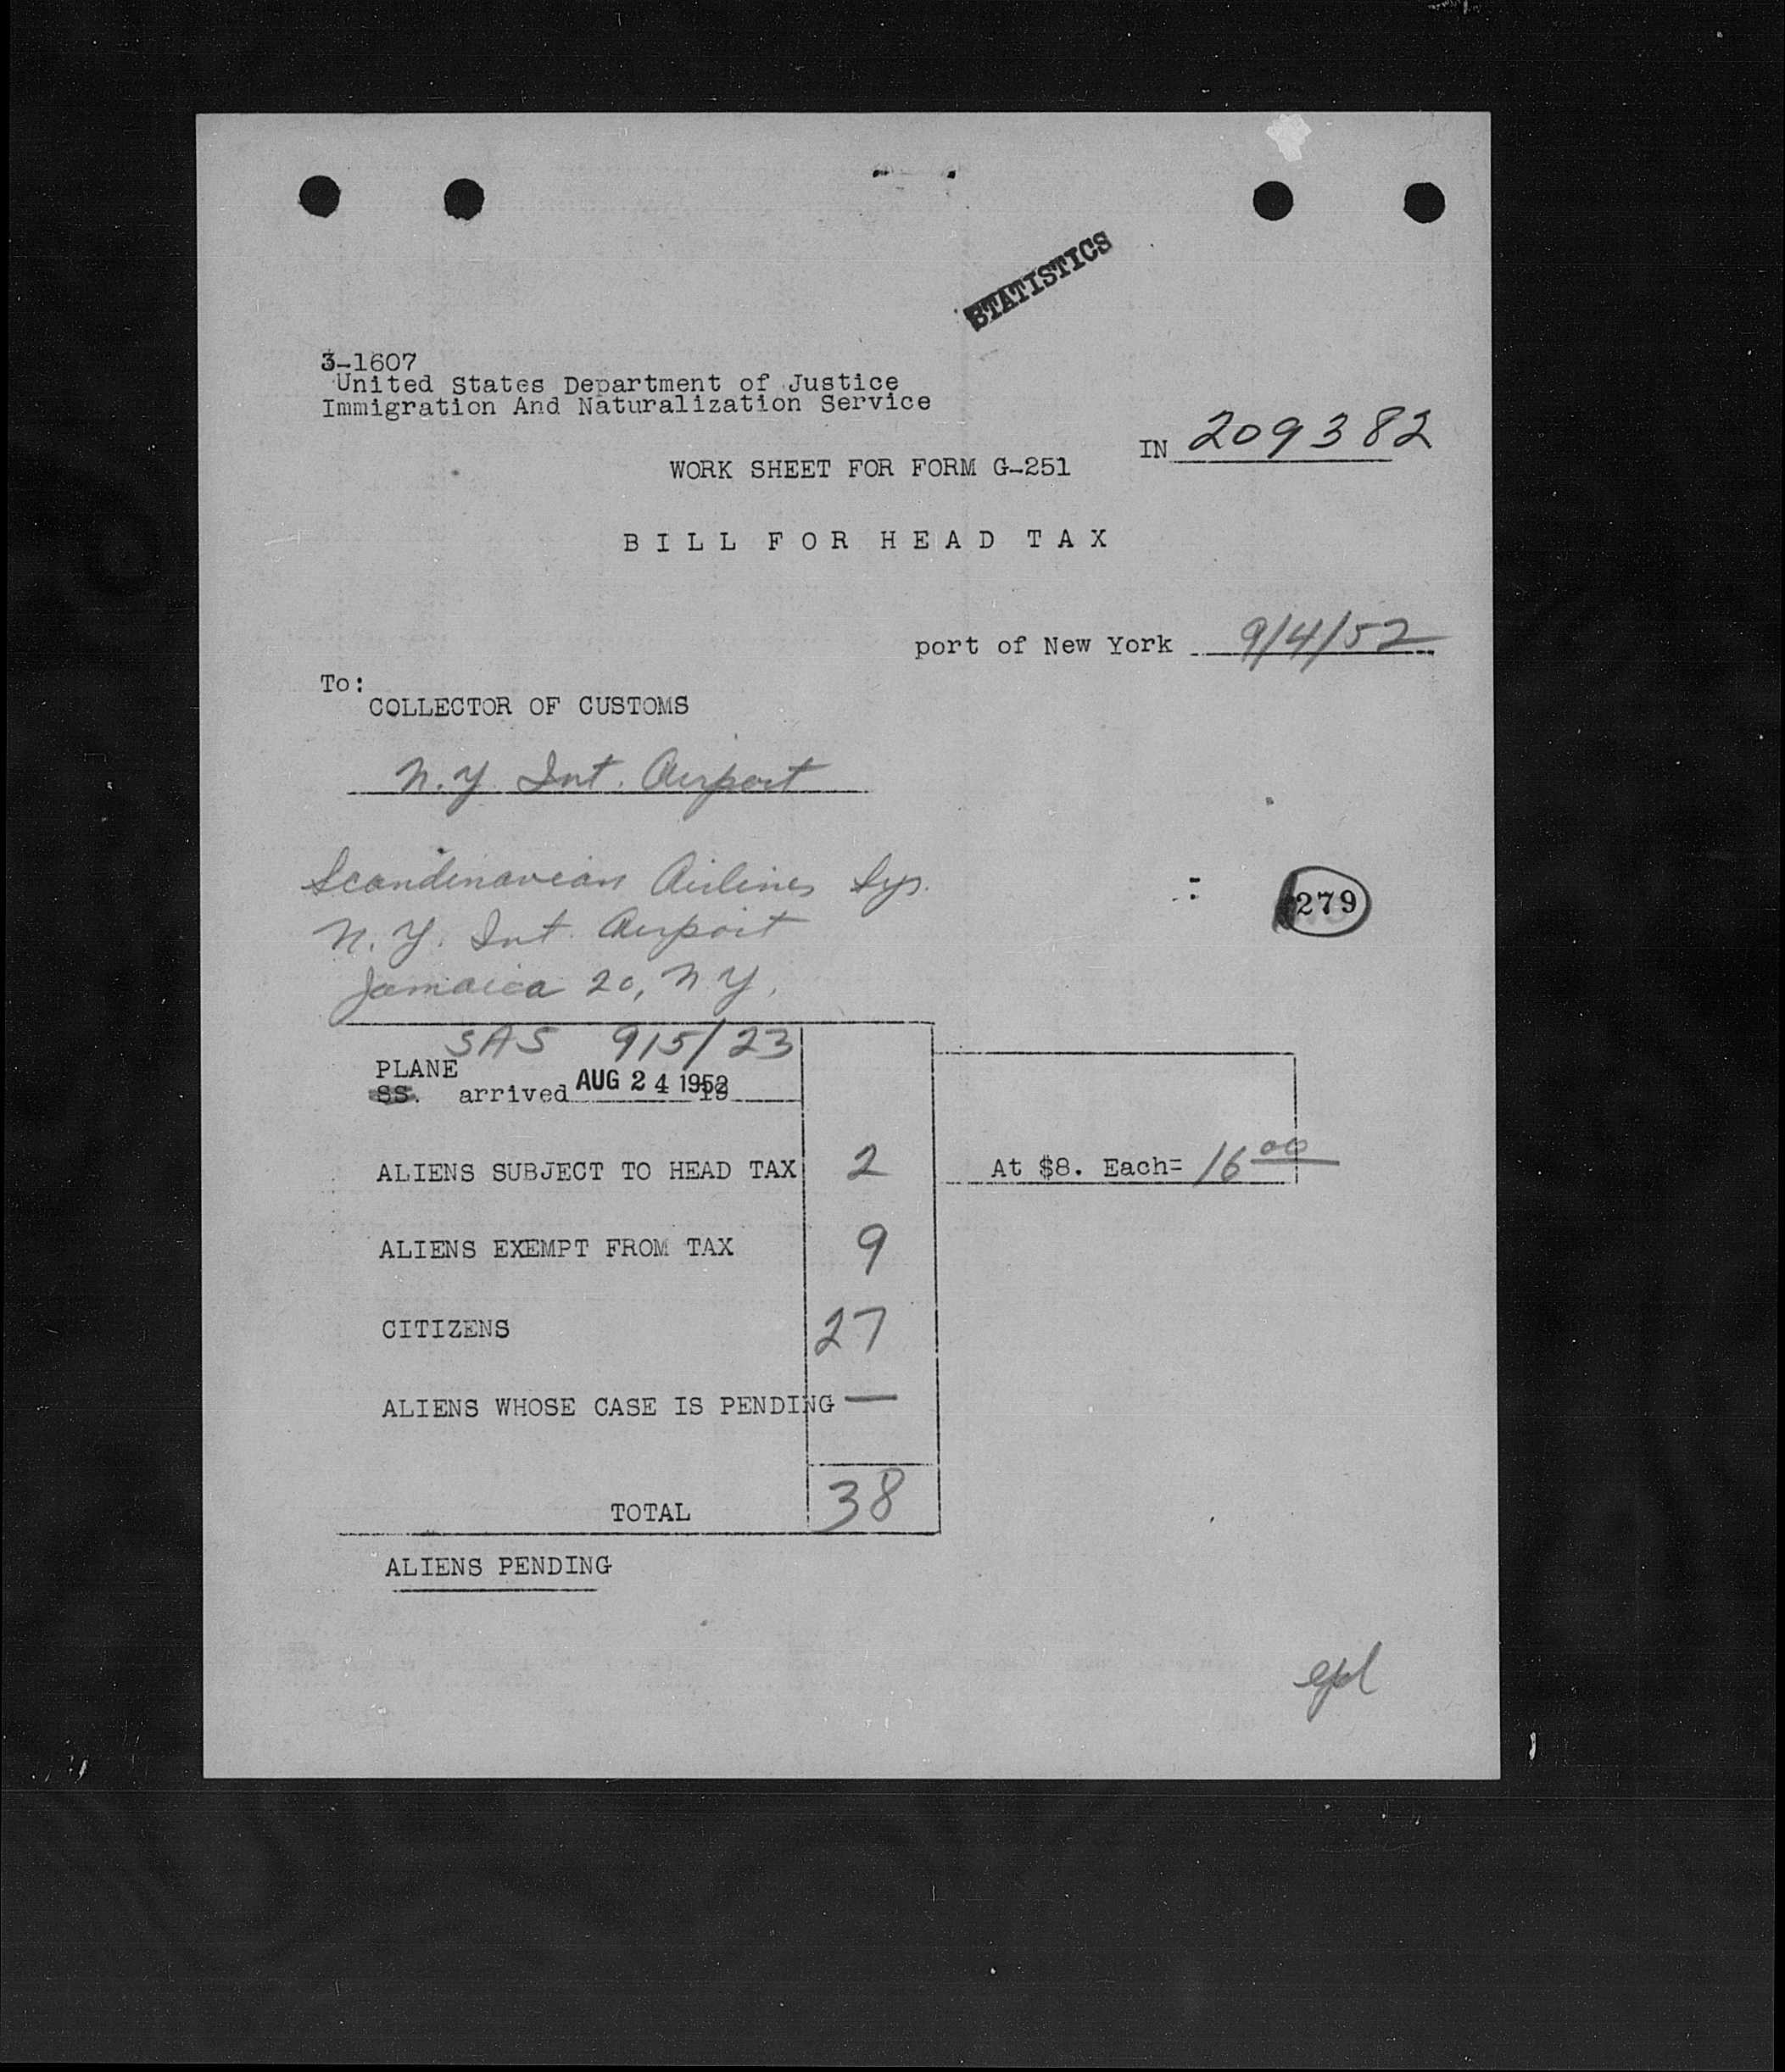 STATISTICS
3-1607
United States Department of Justice
Immigration And Naturalization Service
IN 209382
WORK SHEET FOR FORM G-251
BILL FOR HEAD TAX
port of New York 9/4/52
To:
COLLECTOR OF CUSTOMS
N.Y. Int. Airport
Scandinavian Airlines Sys.
N.Y. Int. Airport
279
Jamaica 20, N Y.
SAS 915/23
PLANE
SS. arrived AUG 24 1952 19
ALIENS SUBJECT TO HEAD TAX 2 At $8. Each= 16 00
ALIENS EXEMPT FROM TAX 9
CITIZENS 27
ALIENS WHOSE CASE IS PENDING —
TOTAL 38
ALIENS PENDING